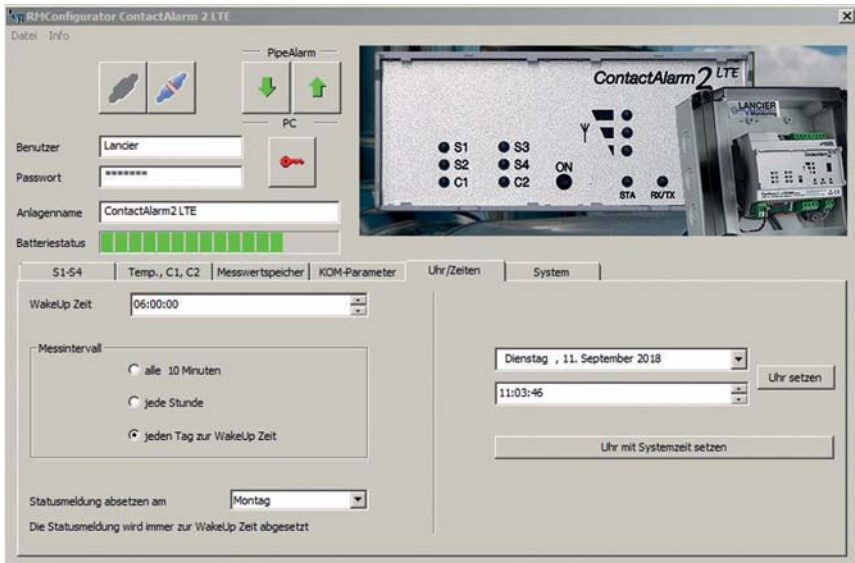 RMConfigurator ContactAlarm 2 LTE
Datei Info
PipeAlarm
PC
Benutzer Lancier
Passwort *******
Anlagenname ContactAlarm2 LTE
Batteriestatus
ContactAlarm 2 LTE
S1 S3
S2 S4
C1 C2
ON
STA RX/TX
LANCIER
Monitoring
S1-S4 Temp., C1, C2 Messwertspeicher KOM-Parameter Uhr/Zeiten System
WakeUp Zeit 06:00:00
Messintervall
alle 10 Minuten
jede Stunde
jeden Tag zur WakeUp Zeit
Statusmeldung absetzen am Montag
Die Statusmeldung wird immer zur WakeUp Zeit abgesetzt
Dienstag , 11. September 2018
11:03:46
Uhr setzen
Uhr mit Systemzeit setzen